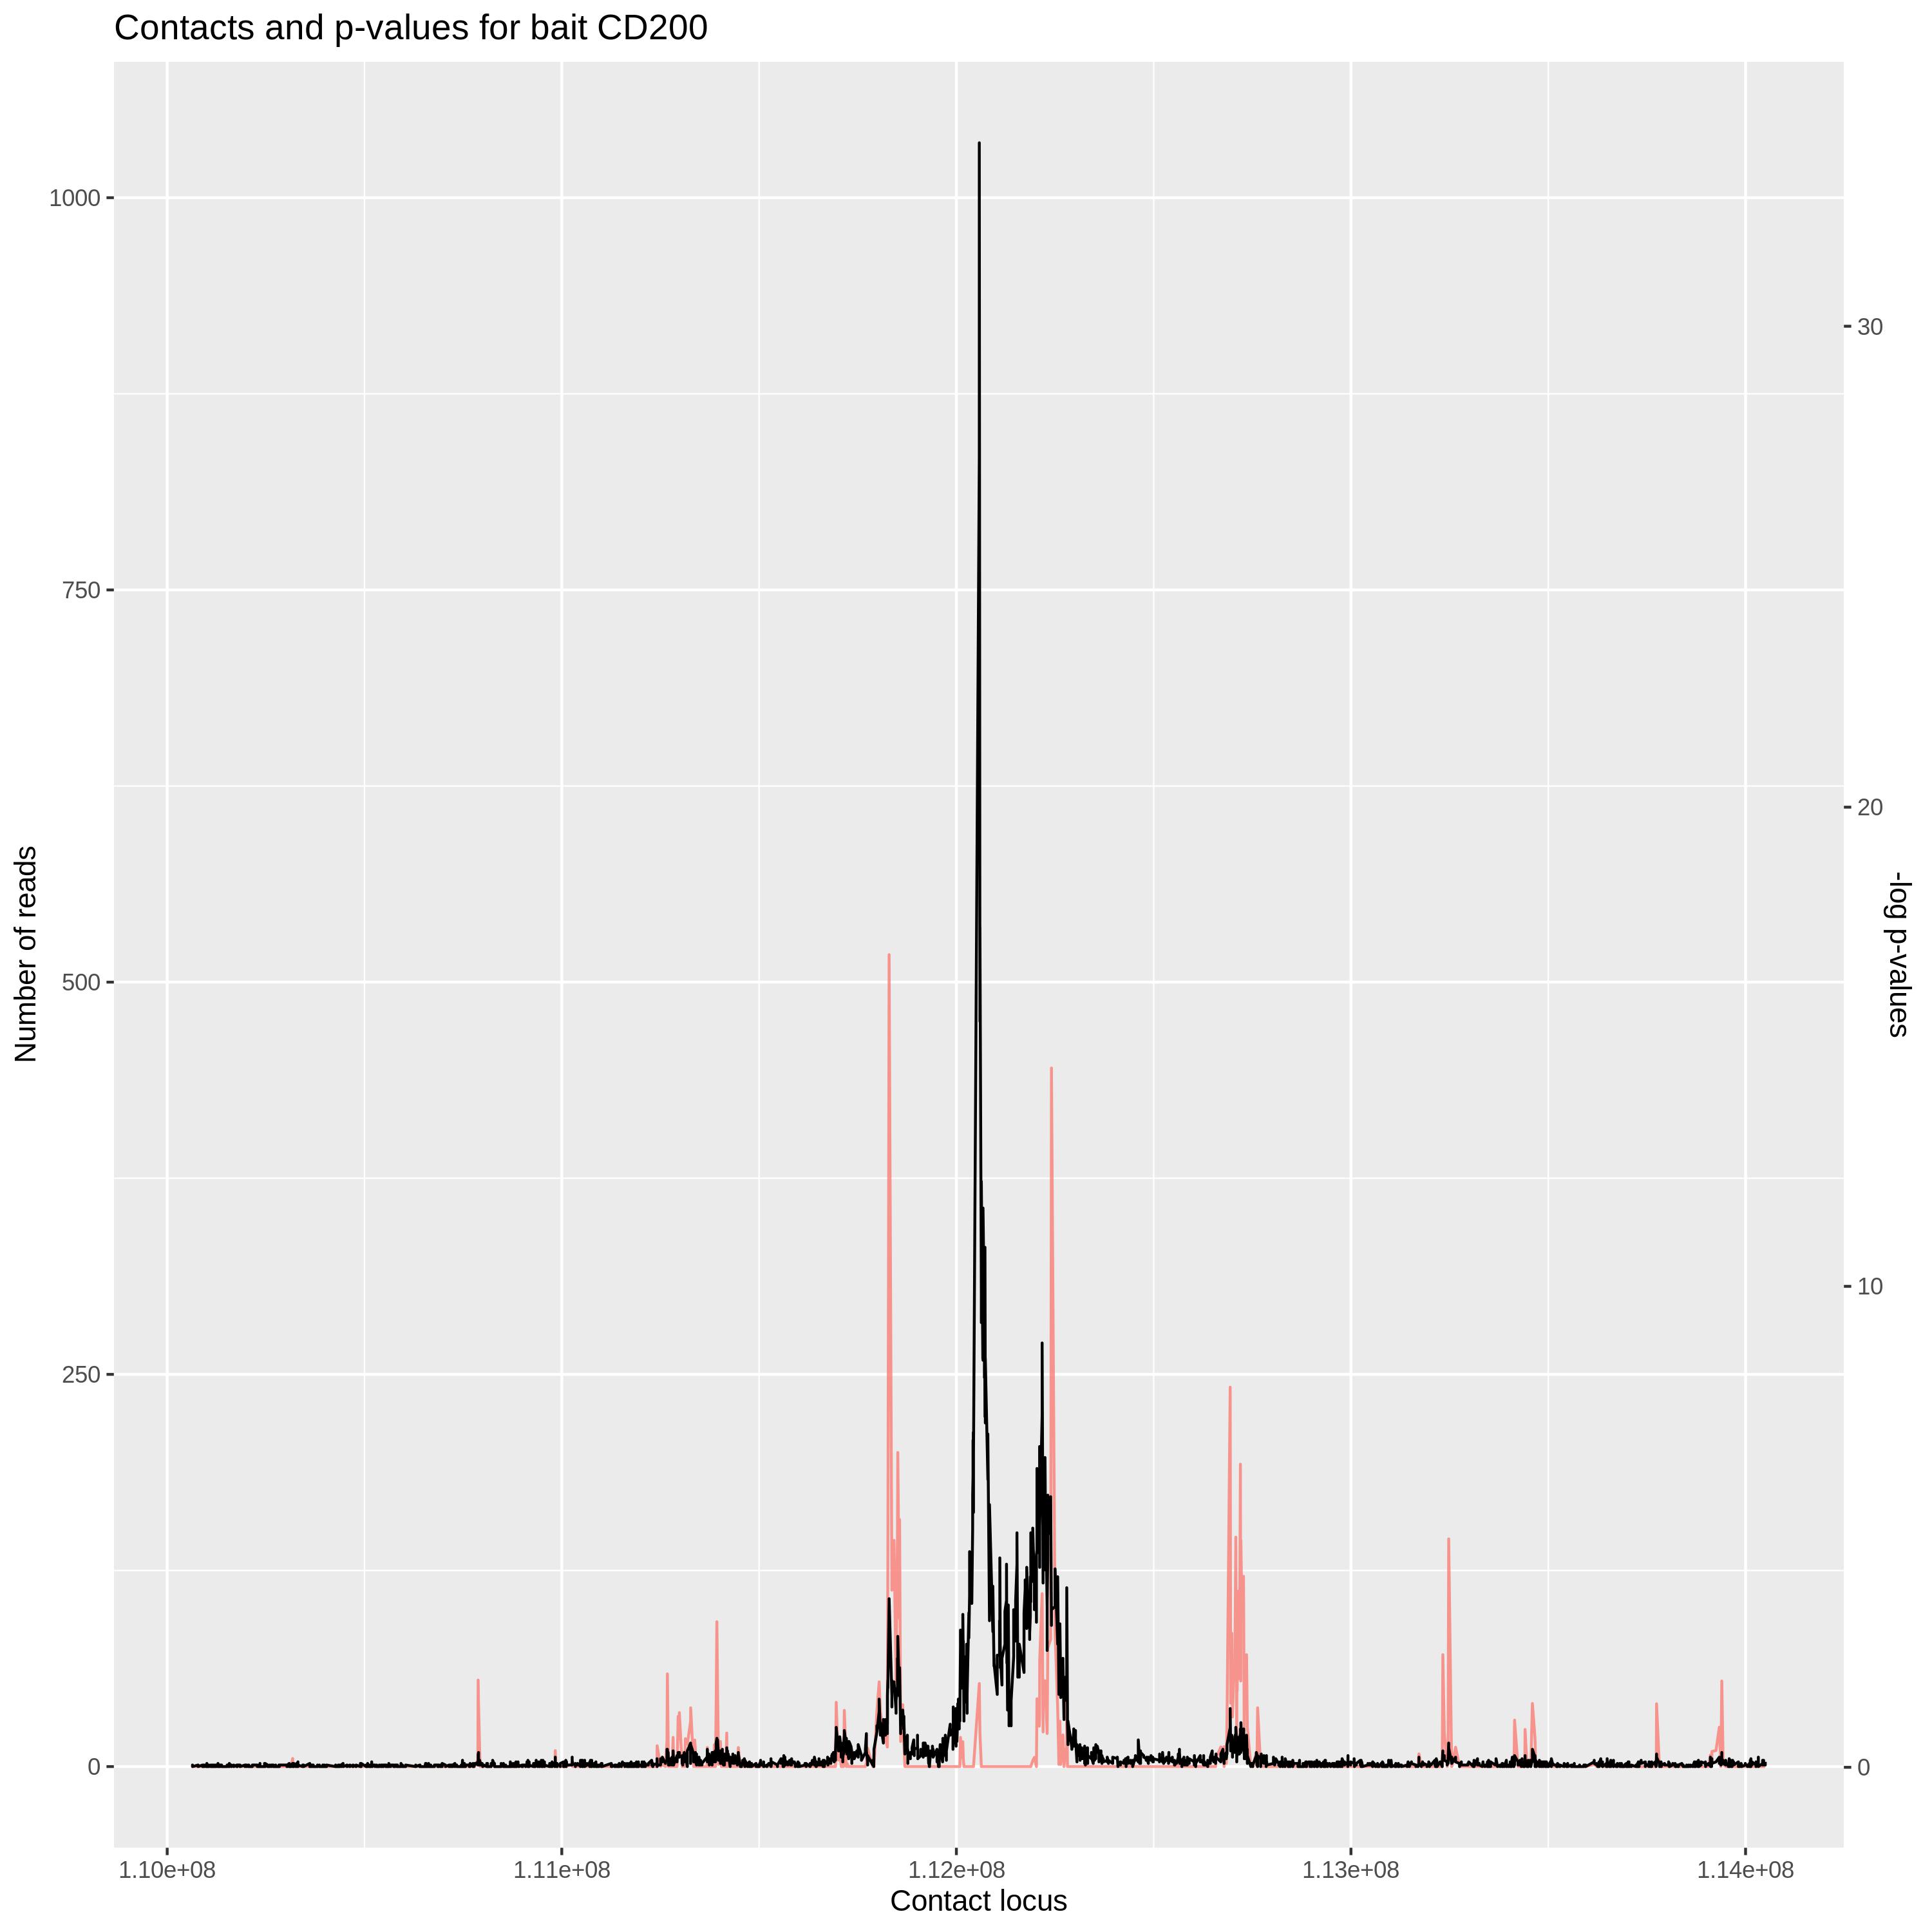 Contacts and p-values for bait CD200
1000
750
500
250
0
Number of reads
30
20
10
0
-log p-values
1.10e+08
1.11e+08
1.12e+08
1.13e+08
1.14e+08
Contact locus